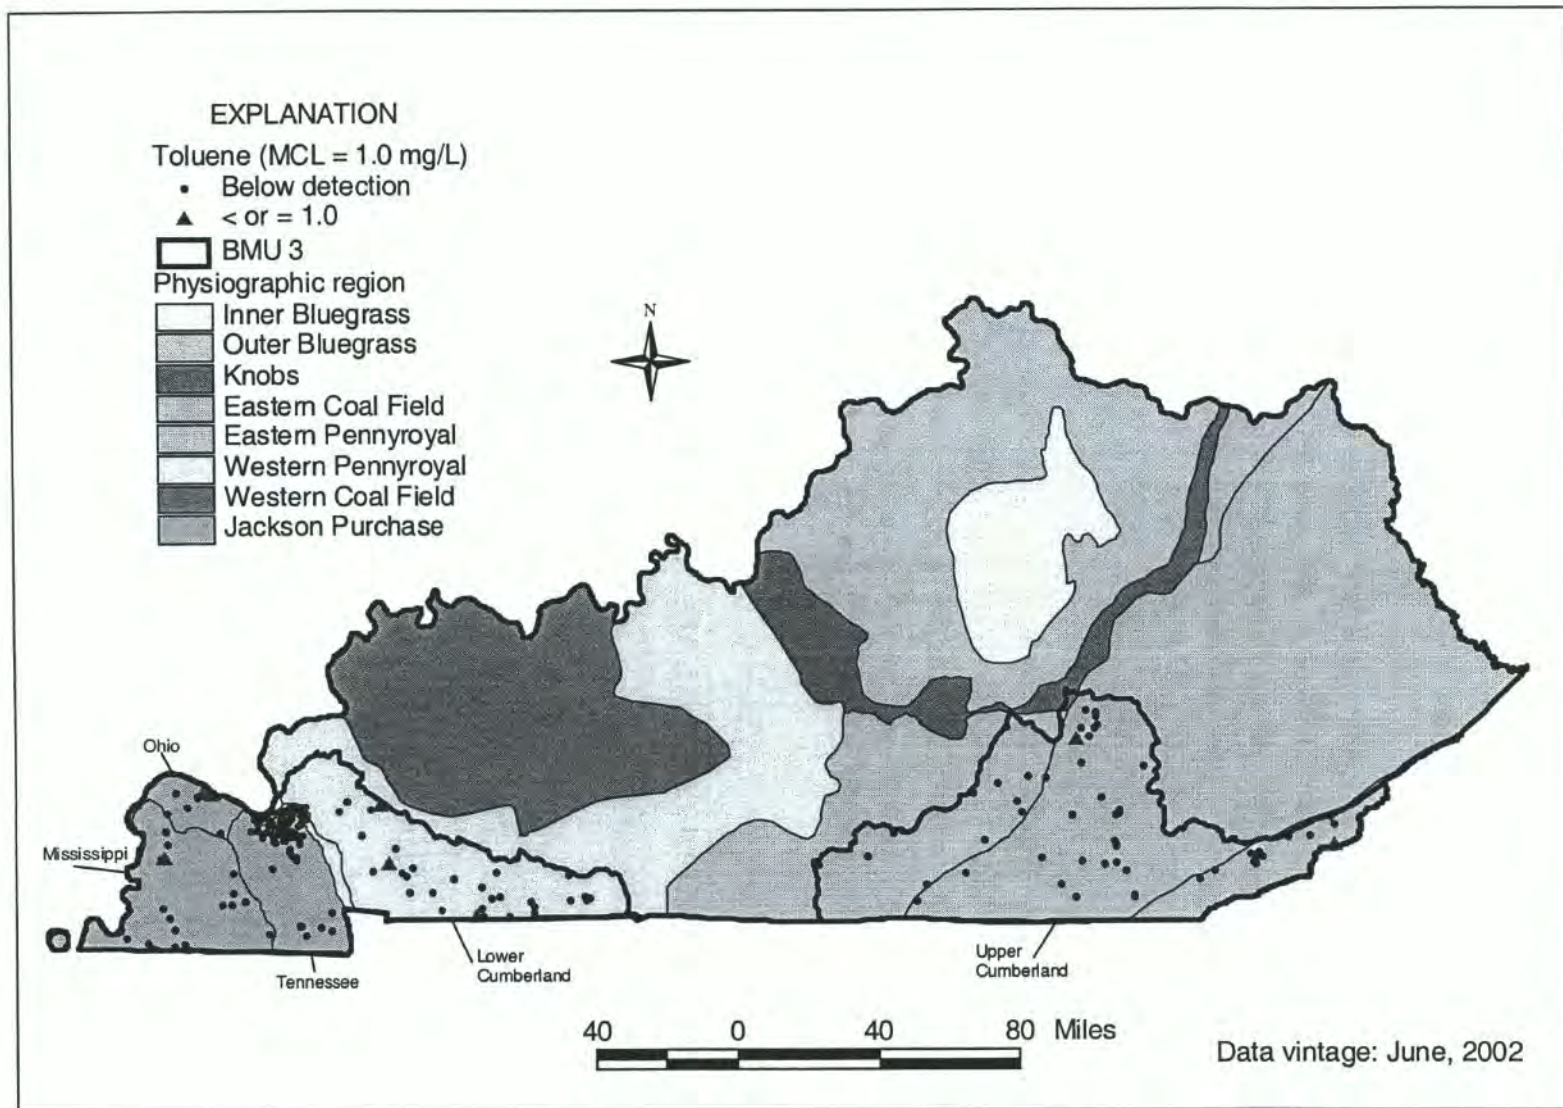 EXPLANATION
Toluene (MCL = 1.0 mg/L)
Below detection
< or = 1.0
BMU 3
Physiographic region
Inner Bluegrass
Outer Bluegrass
Knobs
Eastern Coal Field
Eastern Pennyroyal
Western Pennyroyal
Western Coal Field
Jackson Purchase
N
Ohio
Mississippi
Tennessee
Lower
Cumberland
Upper
Cumberland
40 0 40 80 Miles
Data vintage: June, 2002